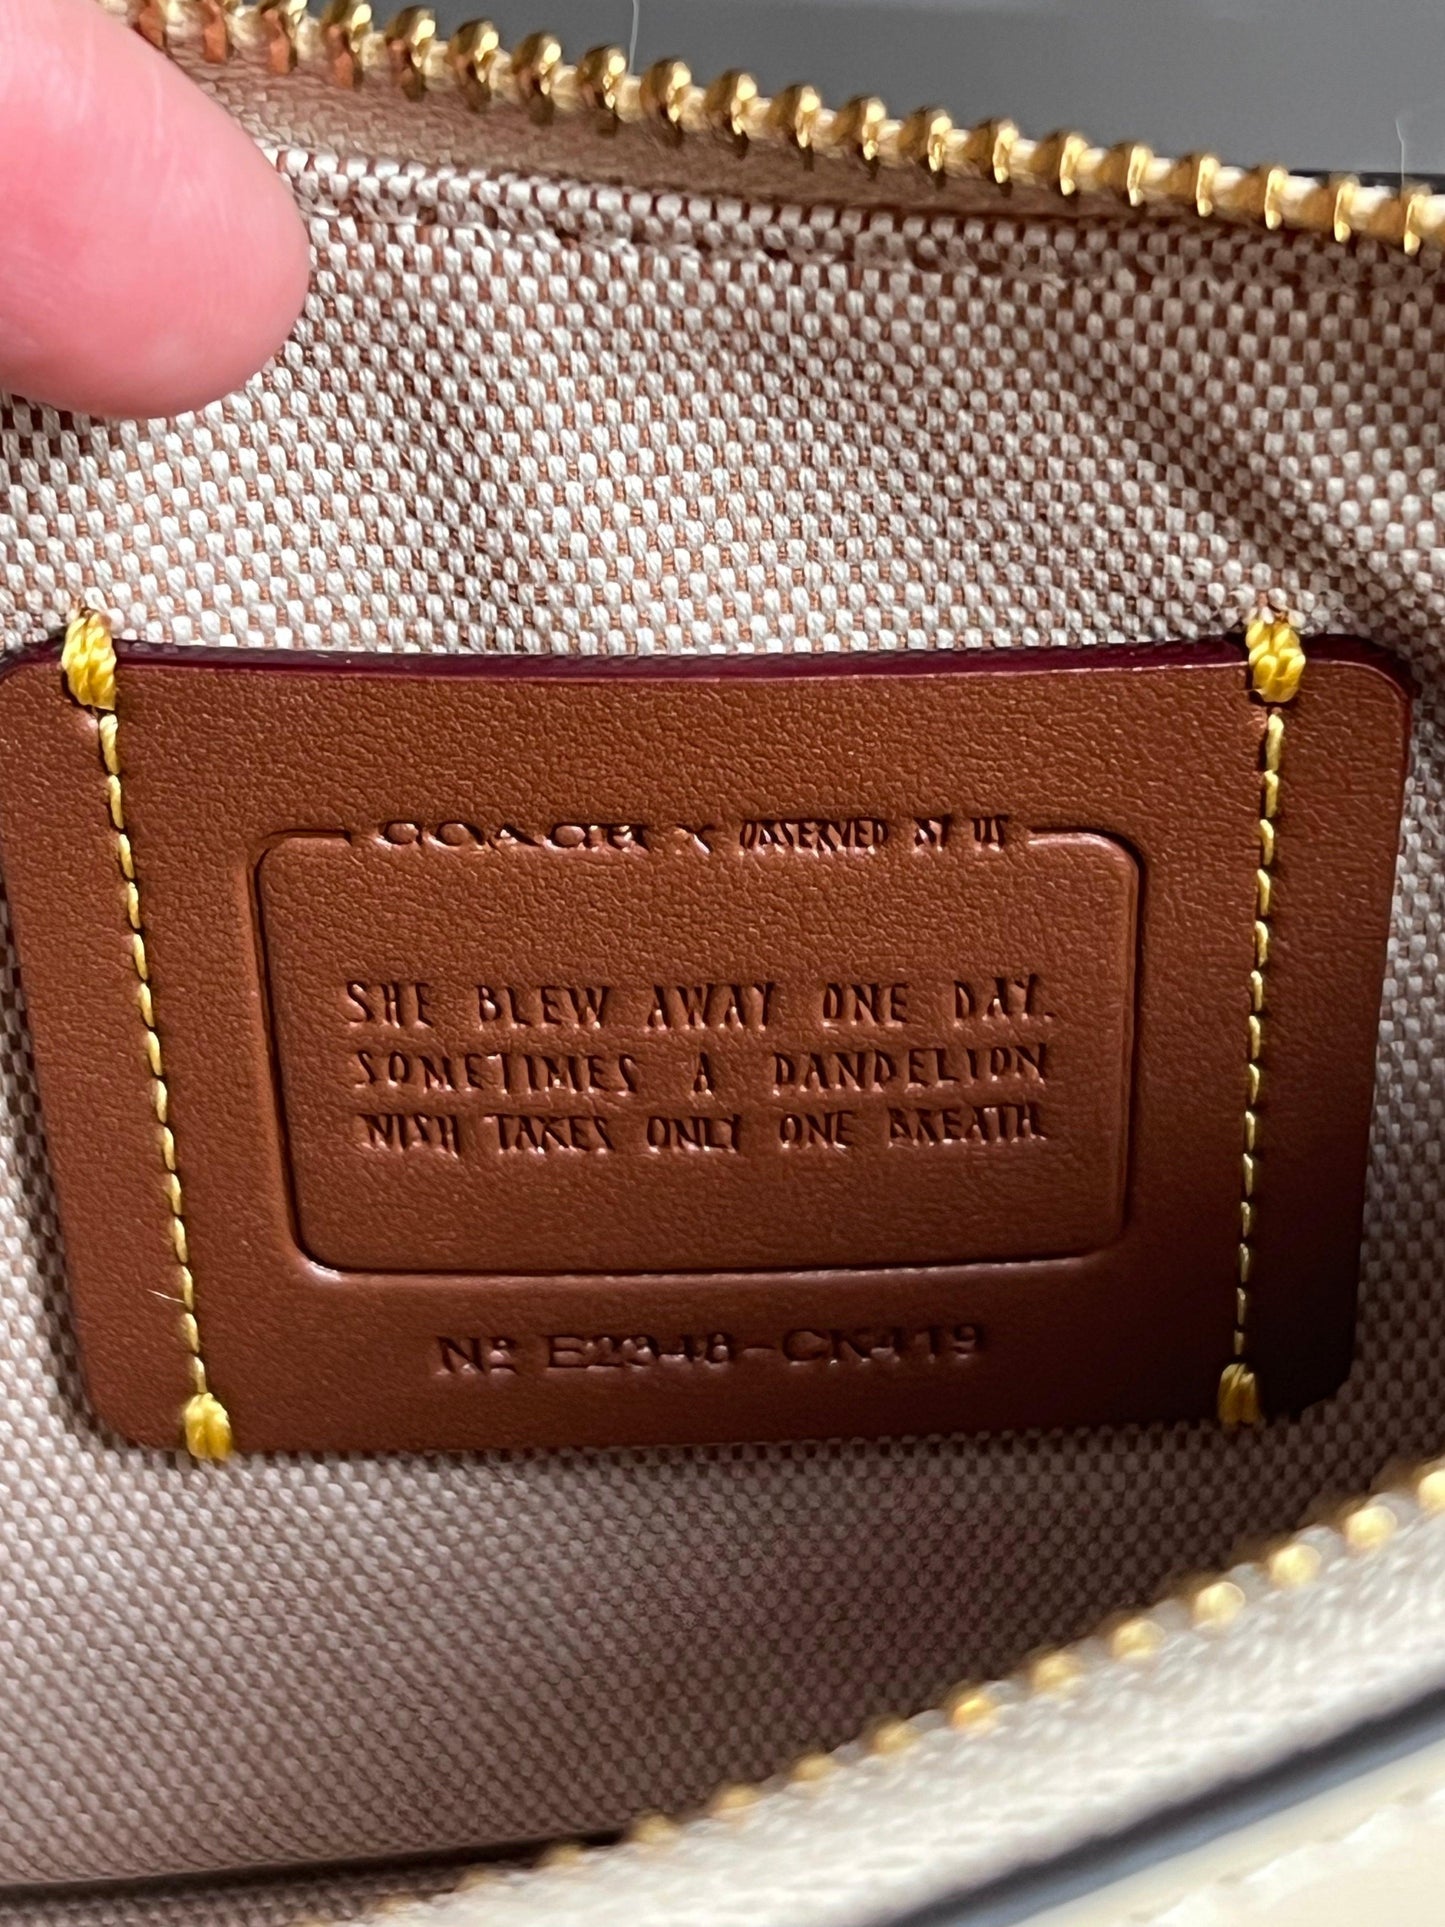 COACH X OBSERVED BY US
SHE BLEW AWAY ONE DAY.
SOMETIMES A DANDELION
WISH TAKES ONLY ONE BREATH.
Nº E2348-CK419